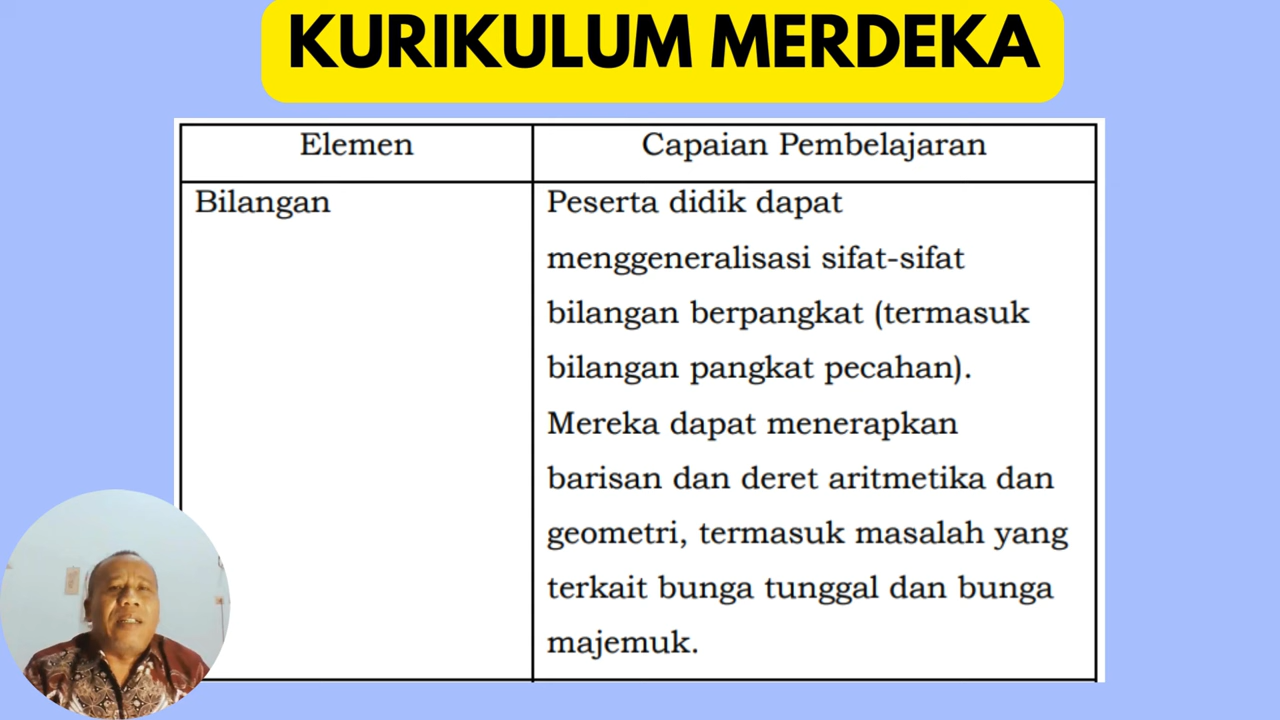 KURIKULUM MERDEKA
Elemen
Capaian Pembelajaran
Bilangan
Peserta didik dapat
menggeneralisasi sifat-sifat
bilangan berpangkat (termasuk
bilangan pangkat pecahan).
Mereka dapat menerapkan
barisan dan deret aritmetika dan
geometri, termasuk masalah yang
terkait bunga tunggal dan bunga
majemuk.